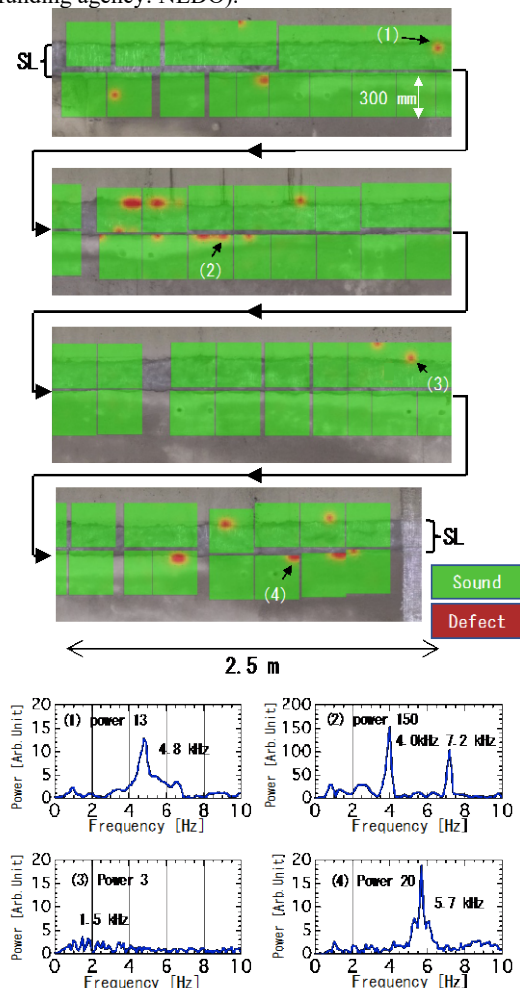 funding agency: NEDO).
(1)
SL
300 mm
(2)
(3)
SL
(4)
Sound
Defect
2.5 m
(1) power 13
4.8 kHz
Power [Arb.Unit]
20
15
10
5
0
0 2 4 6 8 10
Frequency [Hz]
(2) power 150
4.0kHz 7.2 kHz
Power [Arb.Unit]
200
150
100
50
0
0 2 4 6 8 10
Frequency [Hz]
(3) Power 3
1.5 kHz
Power [Arb.Unit]
20
15
10
5
0
0 2 4 6 8 10
Frequency [Hz]
(4) Power 20
5.7 kHz
Power [Arb.Unit]
20
15
10
5
0
0 2 4 6 8 10
Frequency [Hz]